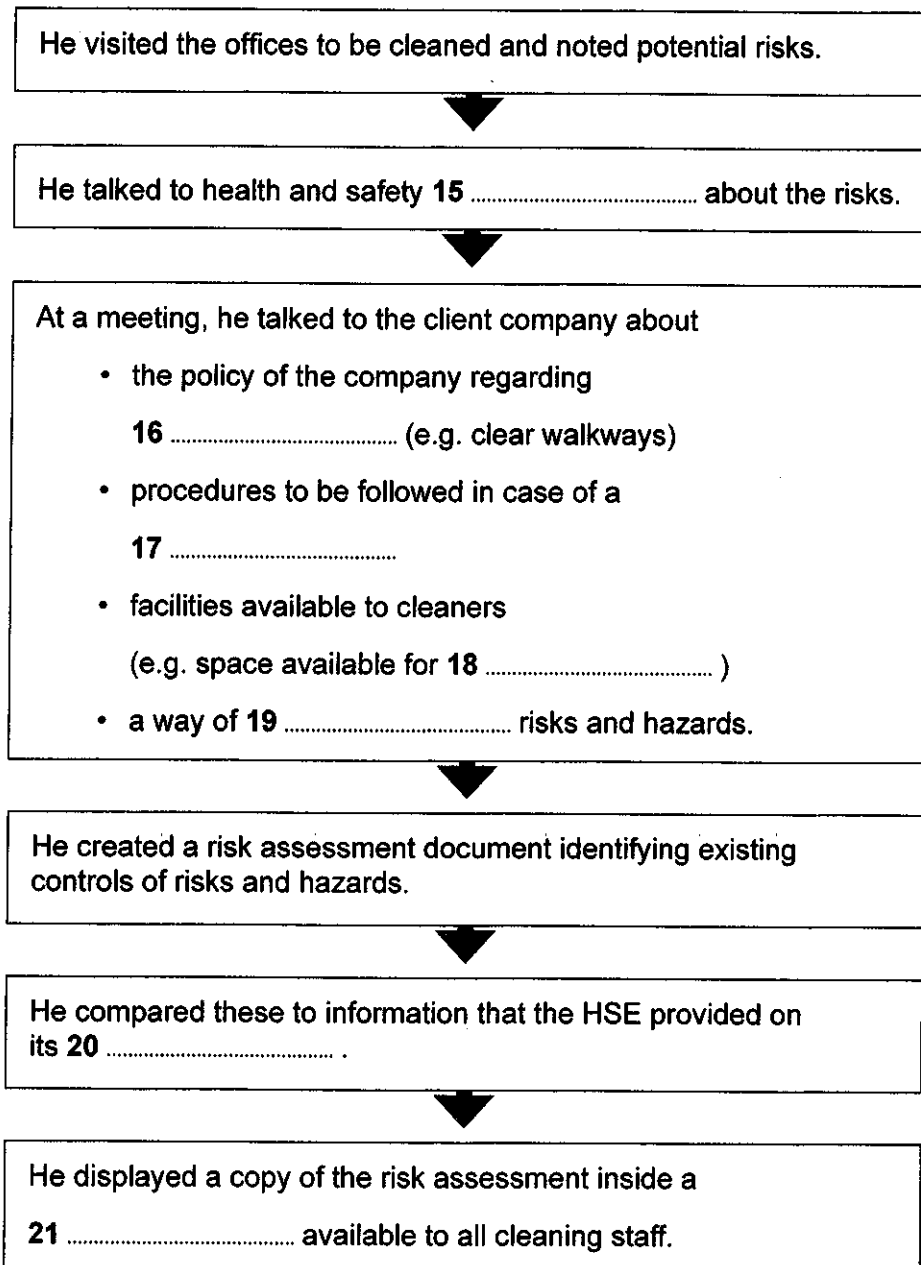 He visited the offices to be cleaned and noted potential risks.
He talked to health and safety 15 ........................................ about the risks.
At a meeting, he talked to the client company about
• the policy of the company regarding
16 ........................................ (e.g. clear walkways)
• procedures to be followed in case of a
17 ........................................
• facilities available to cleaners
(e.g. space available for 18 ........................................ )
• a way of 19 ........................................ risks and hazards.
He created a risk assessment document identifying existing
controls of risks and hazards.
He compared these to information that the HSE provided on
its 20 ........................................ .
He displayed a copy of the risk assessment inside a
21 ........................................ available to all cleaning staff.